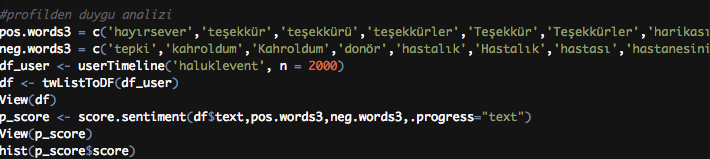 #profilden duygu analizi
pos.words3 = c('hayırsever','teşekkür','teşekkürü','teşekkürler','Teşekkür','Teşekkürler','harikası
neg.words3 = c('tepki','kahroldum','Kahroldum','donör','hastalık','Hastalık','hastası','hastanesini
df_user <- userTimeline('haluklevent', n = 2000)
df <- twListToDF(df_user)
View(df)
p_score <- score.sentiment(df$text,pos.words3,neg.words3,.progress="text")
View(p_score)
hist(p_score$score)